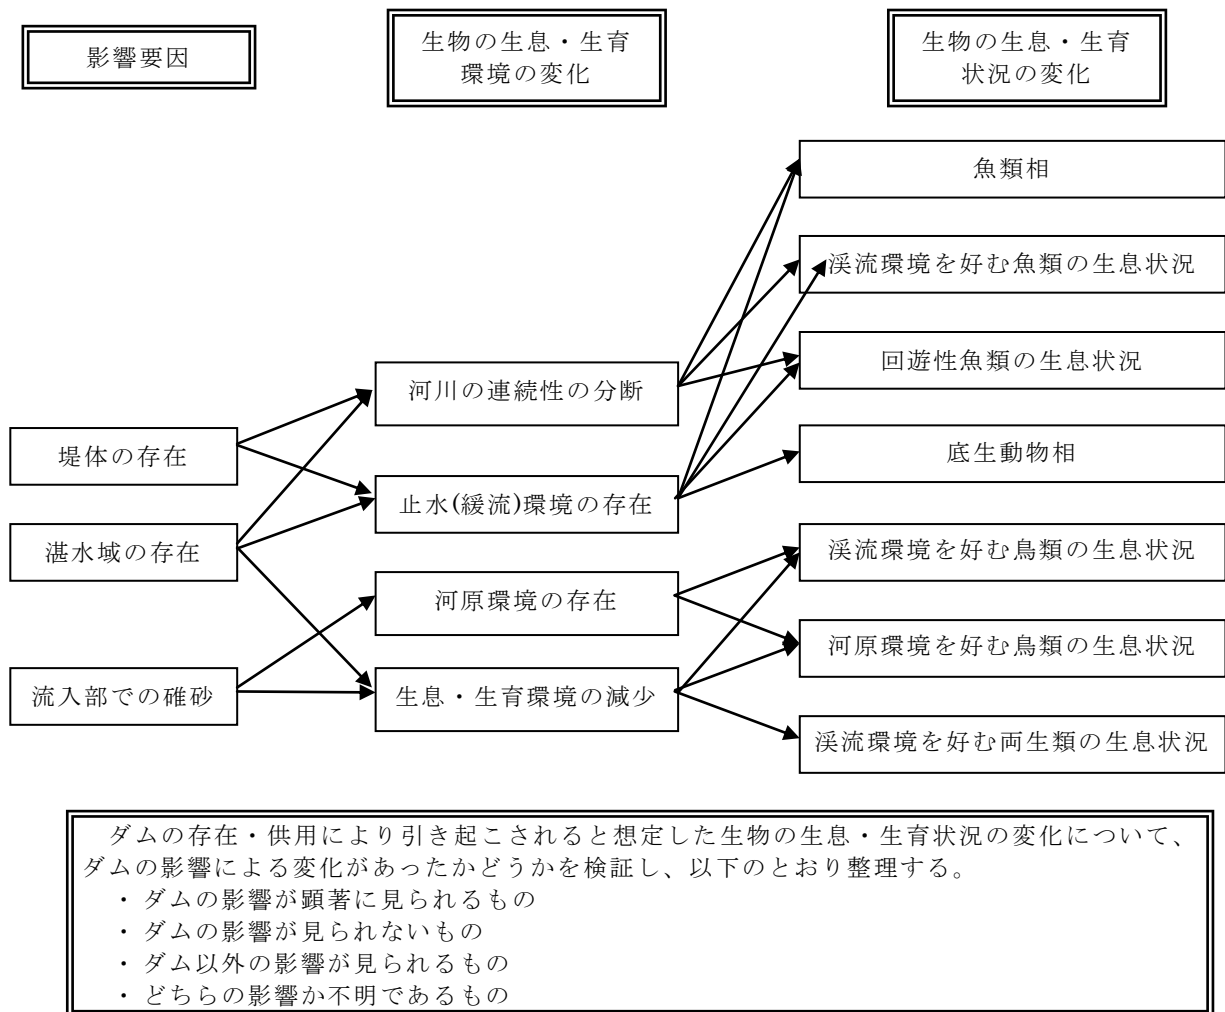 影響要因
生物の生息・生育
環境の変化
生物の生息・生育
状況の変化
魚類相
渓流環境を好む魚類の生息状況
回遊性魚類の生息状況
底生動物相
渓流環境を好む鳥類の生息状況
河原環境を好む鳥類の生息状況
渓流環境を好む両生類の生息状況
河川の連続性の分断
止水(緩流)環境の存在
河原環境の存在
生息・生育環境の減少
堤体の存在
湛水域の存在
流入部での碓砂
ダムの存在・供用により引き起こされると想定した生物の生息・生育状況の変化について、
ダムの影響による変化があったかどうかを検証し、以下のとおり整理する。
・ダムの影響が顕著に見られるもの
・ダムの影響が見られないもの
・ダム以外の影響が見られるもの
・どちらの影響か不明であるもの